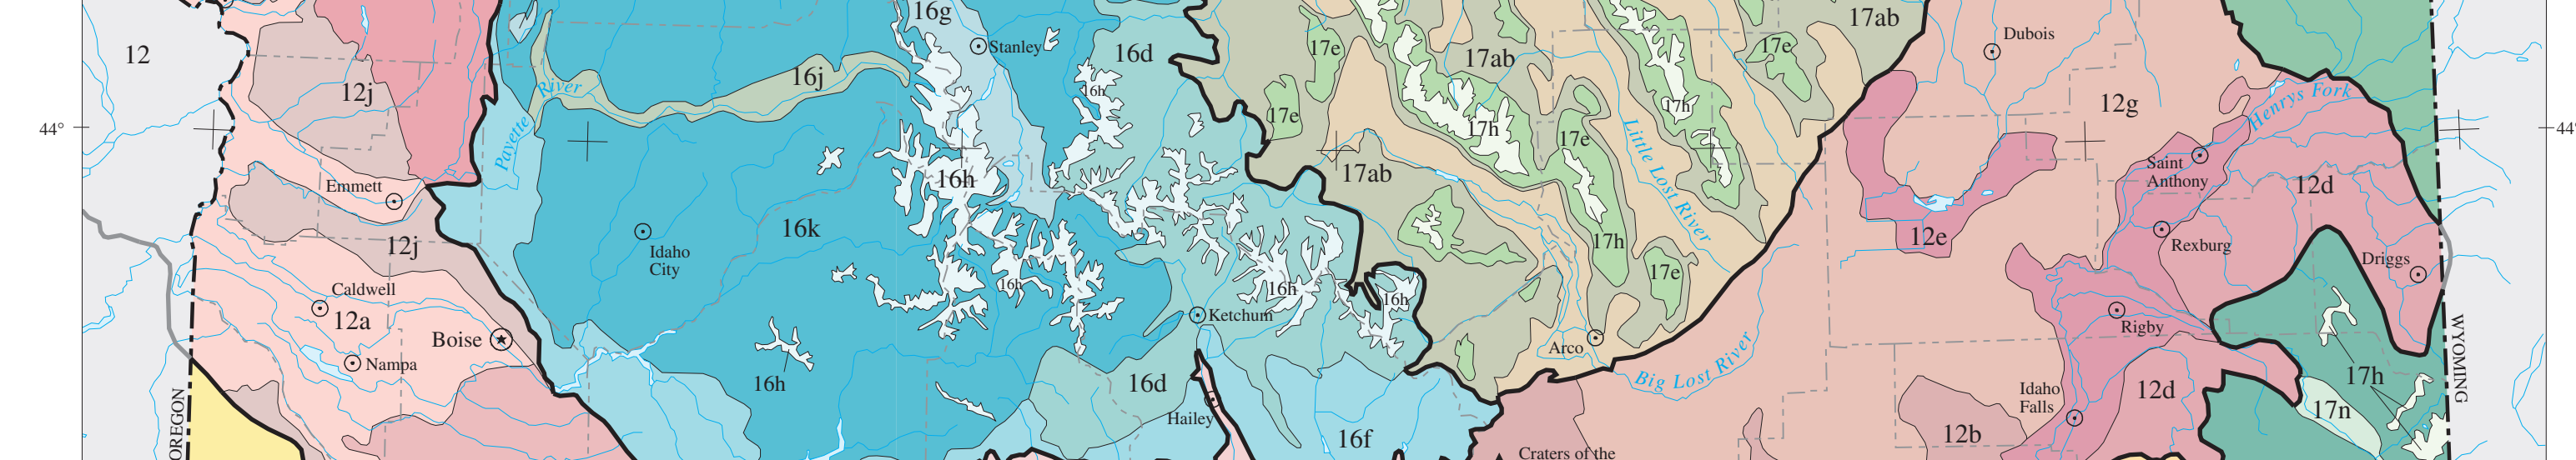 16g
17ab
12
Stanley
16d
17e
17ab
17e
Dubois
16j
12j
River
16h
17h
12g
Henrys Fork
44°
17e
17h
17e
44°
Payette
Little Lost River
Saint
Anthony
Emmett
16h
17ab
12d
16k
12j
Idaho
City
17h
12e
Rexburg
Driggs
17e
Caldwell
16h
16h
16h
12a
Ketchum
Rigby
WYOMING
Boise
Arco
Nampa
Big Lost River
16h
16d
17h
OREGON
Idaho
Falls
12d
Hailey
17n
16f
12b
Craters of the